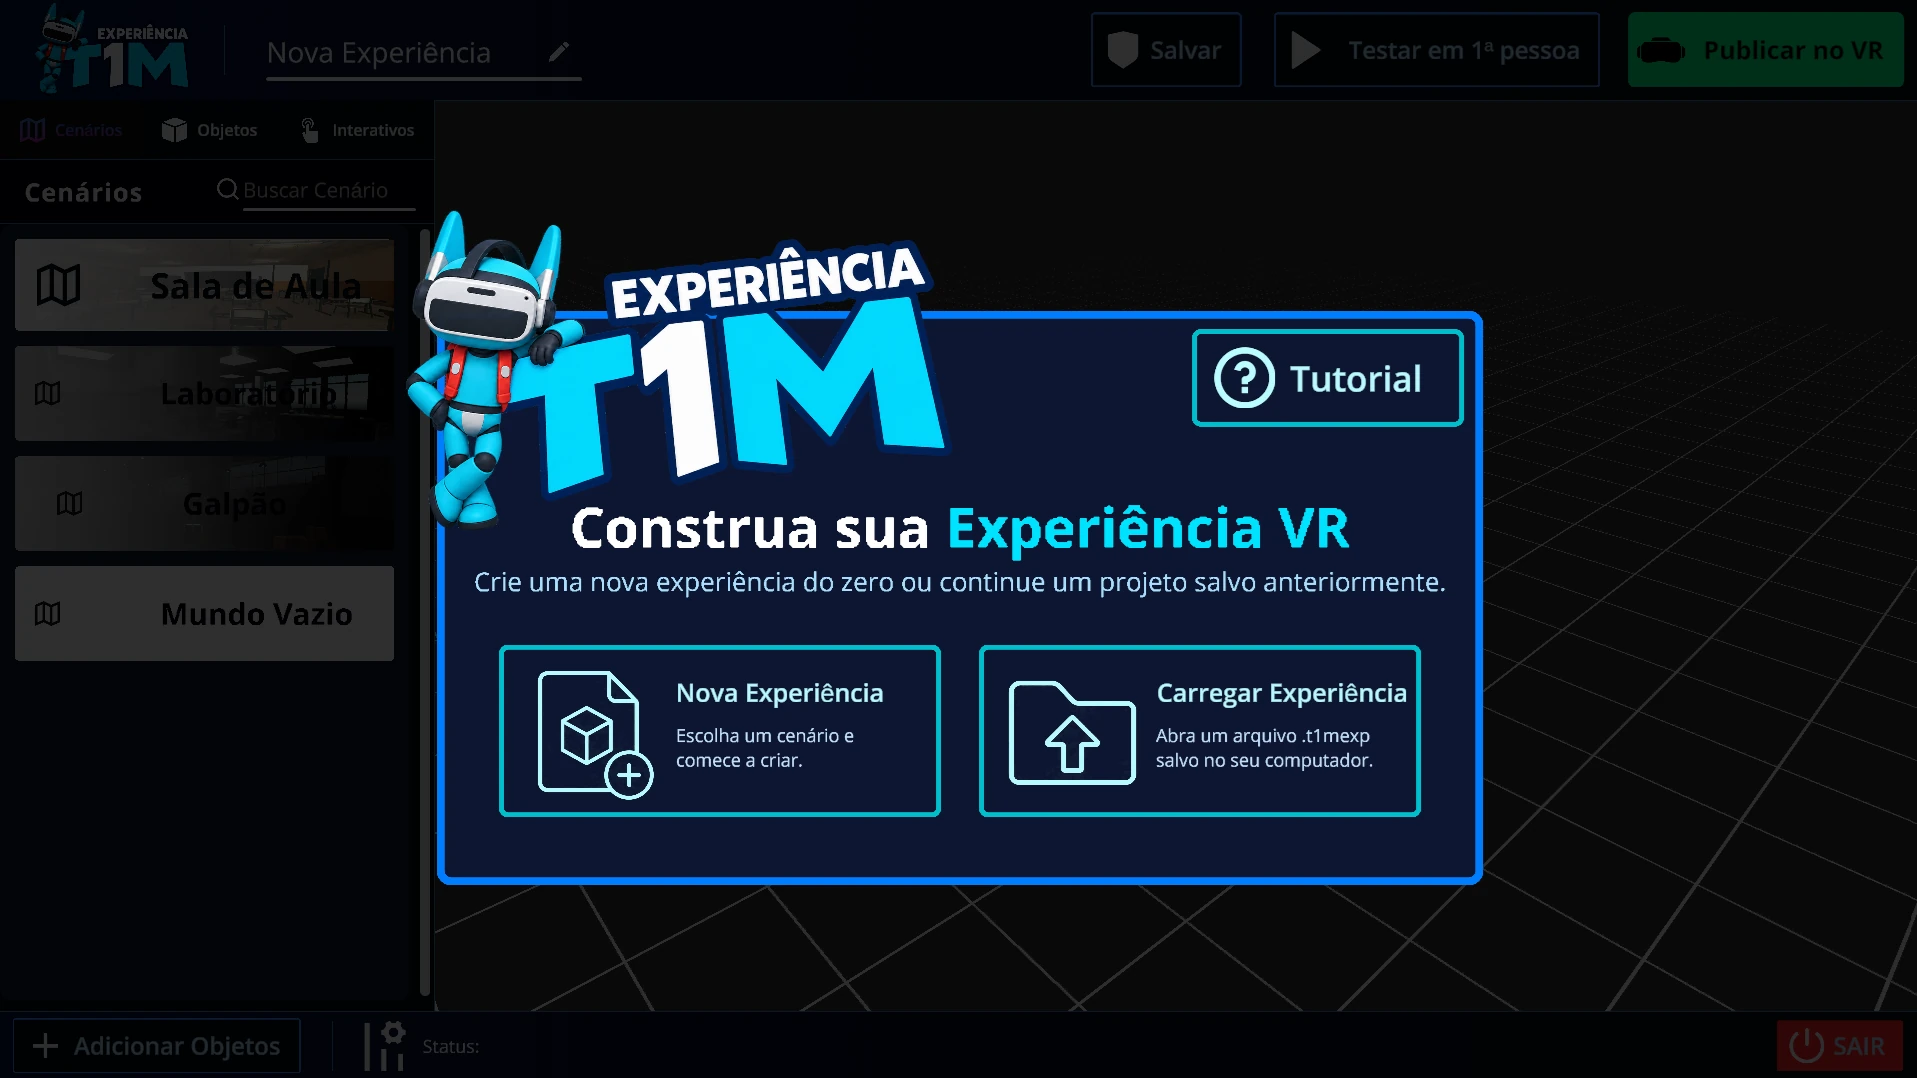 EXPERIÊNCIA
T1M
Nova Experiência
Salvar
Testar em 1ª pessoa
Publicar no VR
Cenários
Objetos
Interativos
Cenários
Buscar Cenário
Sala de Aula
Laboratório
Galpão
Mundo Vazio
EXPERIÊNCIA
T1M
Tutorial
Construa sua Experiência VR
Crie uma nova experiência do zero ou continue um projeto salvo anteriormente.
Nova Experiência
Escolha um cenário e
comece a criar.
Carregar Experiência
Abra um arquivo .t1mexp
salvo no seu computador.
Adicionar Objetos
Status:
SAIR